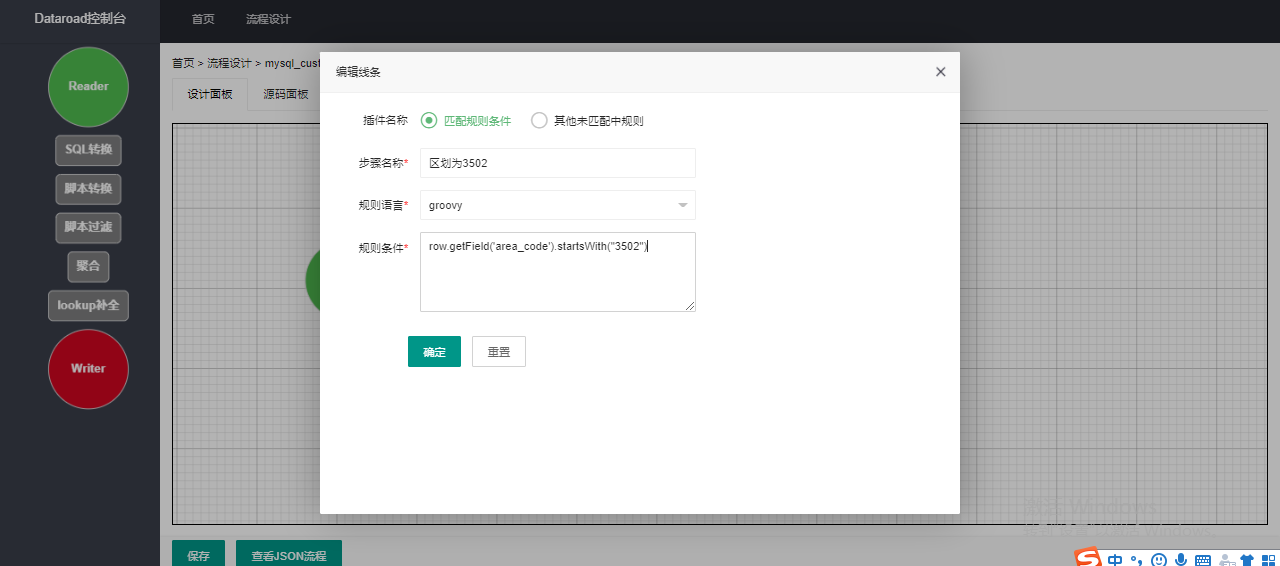 Dataroad控制台
首页
流程设计
Reader
SQL转换
脚本转换
脚本过滤
聚合
lookup补全
Writer
首页 > 流程设计 > mysql_cust
设计面板
源码面板
编辑线条
插件名称
匹配规则条件
其他未匹配中规则
步骤名称*
区划为3502
规则语言*
groovy
规则条件*
row.getField('area_code').startsWith("3502")
确定
重置
保存
查看JSON流程
激活 Windows
中